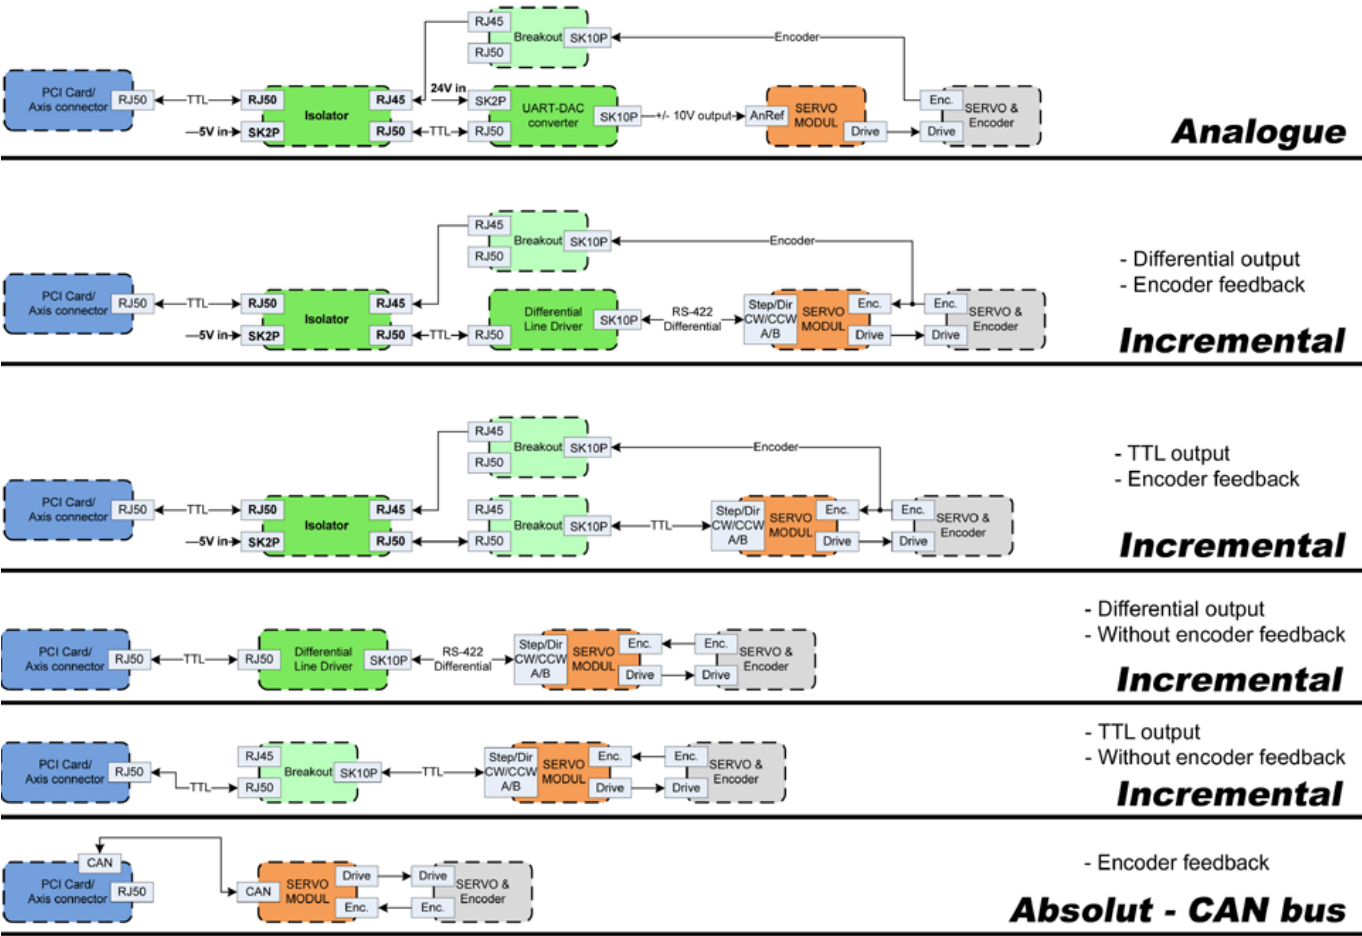 RJ45
Breakout
SK10P
Encoder
RJ50
PCI Card/
Axis connector
RJ50
TTL
RJ50
Isolator
RJ45
24V in
SK2P
UART-DAC
converter
SK10P
+/- 10V output
AnRef
SERVO
MODUL
Enc.
SERVO &
Encoder
5V in
SK2P
RJ50
TTL
RJ50
Drive
Drive
Analogue
RJ45
Breakout
SK10P
Encoder
RJ50
PCI Card/
Axis connector
RJ50
TTL
RJ50
Isolator
RJ45
Differential
Line Driver
SK10P
RS-422
Differential
Step/Dir
CW/CCW
A/B
SERVO
MODUL
Enc.
Enc.
SERVO &
Encoder
5V in
SK2P
RJ50
TTL
RJ50
Drive
Drive
- Differential output
- Encoder feedback
Incremental
RJ45
Breakout
SK10P
Encoder
RJ50
PCI Card/
Axis connector
RJ50
TTL
RJ50
Isolator
RJ45
RJ45
Breakout
SK10P
TTL
Step/Dir
CW/CCW
A/B
SERVO
MODUL
Enc.
Enc.
SERVO &
Encoder
5V in
SK2P
RJ50
RJ50
Drive
Drive
- TTL output
- Encoder feedback
Incremental
PCI Card/
Axis connector
RJ50
TTL
RJ50
Differential
Line Driver
SK10P
RS-422
Differential
Step/Dir
CW/CCW
A/B
SERVO
MODUL
Enc.
Enc.
SERVO &
Encoder
Drive
Drive
- Differential output
- Without encoder feedback
Incremental
PCI Card/
Axis connector
RJ50
TTL
RJ45
Breakout
SK10P
RJ50
TTL
Step/Dir
CW/CCW
A/B
SERVO
MODUL
Enc.
Enc.
SERVO &
Encoder
Drive
Drive
- TTL output
- Without encoder feedback
Incremental
CAN
PCI Card/
Axis connector
RJ50
CAN
SERVO
MODUL
Drive
Drive
SERVO &
Encoder
Enc.
Enc.
- Encoder feedback
Absolut - CAN bus